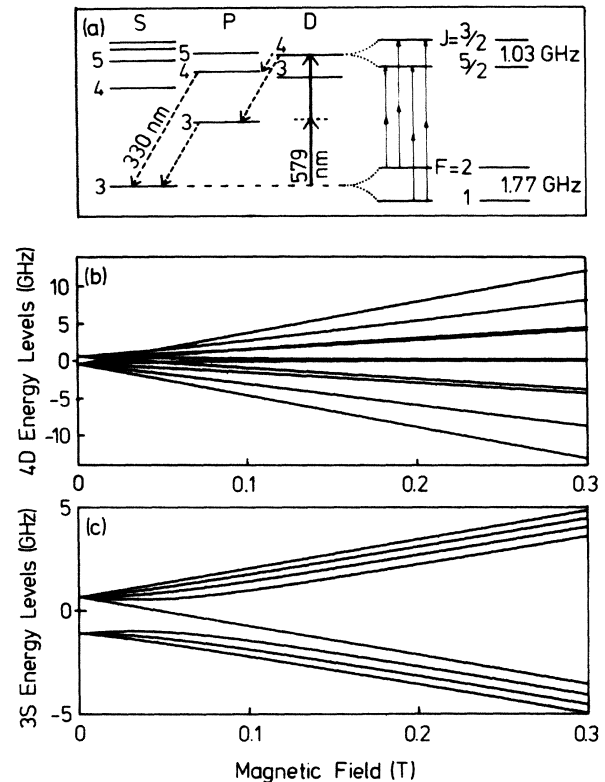 (a) S P D
J=3/2
5/2
1.03 GHz
5
4
5
4
3
4
3
3
330 nm
579 nm
F=2
1
1.77 GHz
(b)
4D Energy Levels (GHz)
10
5
0
-5
-10
0 0.1 0.2 0.3
(c)
3S Energy Levels (GHz)
5
0
-5
0 0.1 0.2 0.3
Magnetic Field (T)